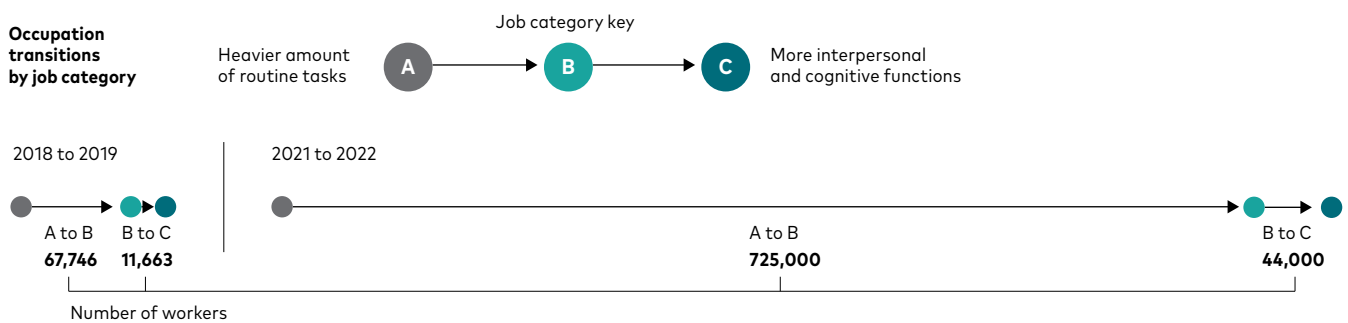 Occupation
transitions
by job category
Job category key
Heavier amount
of routine tasks
A
B
C
More interpersonal
and cognitive functions
2018 to 2019
2021 to 2022
A to B
67,746
B to C
11,663
A to B
725,000
B to C
44,000
Number of workers